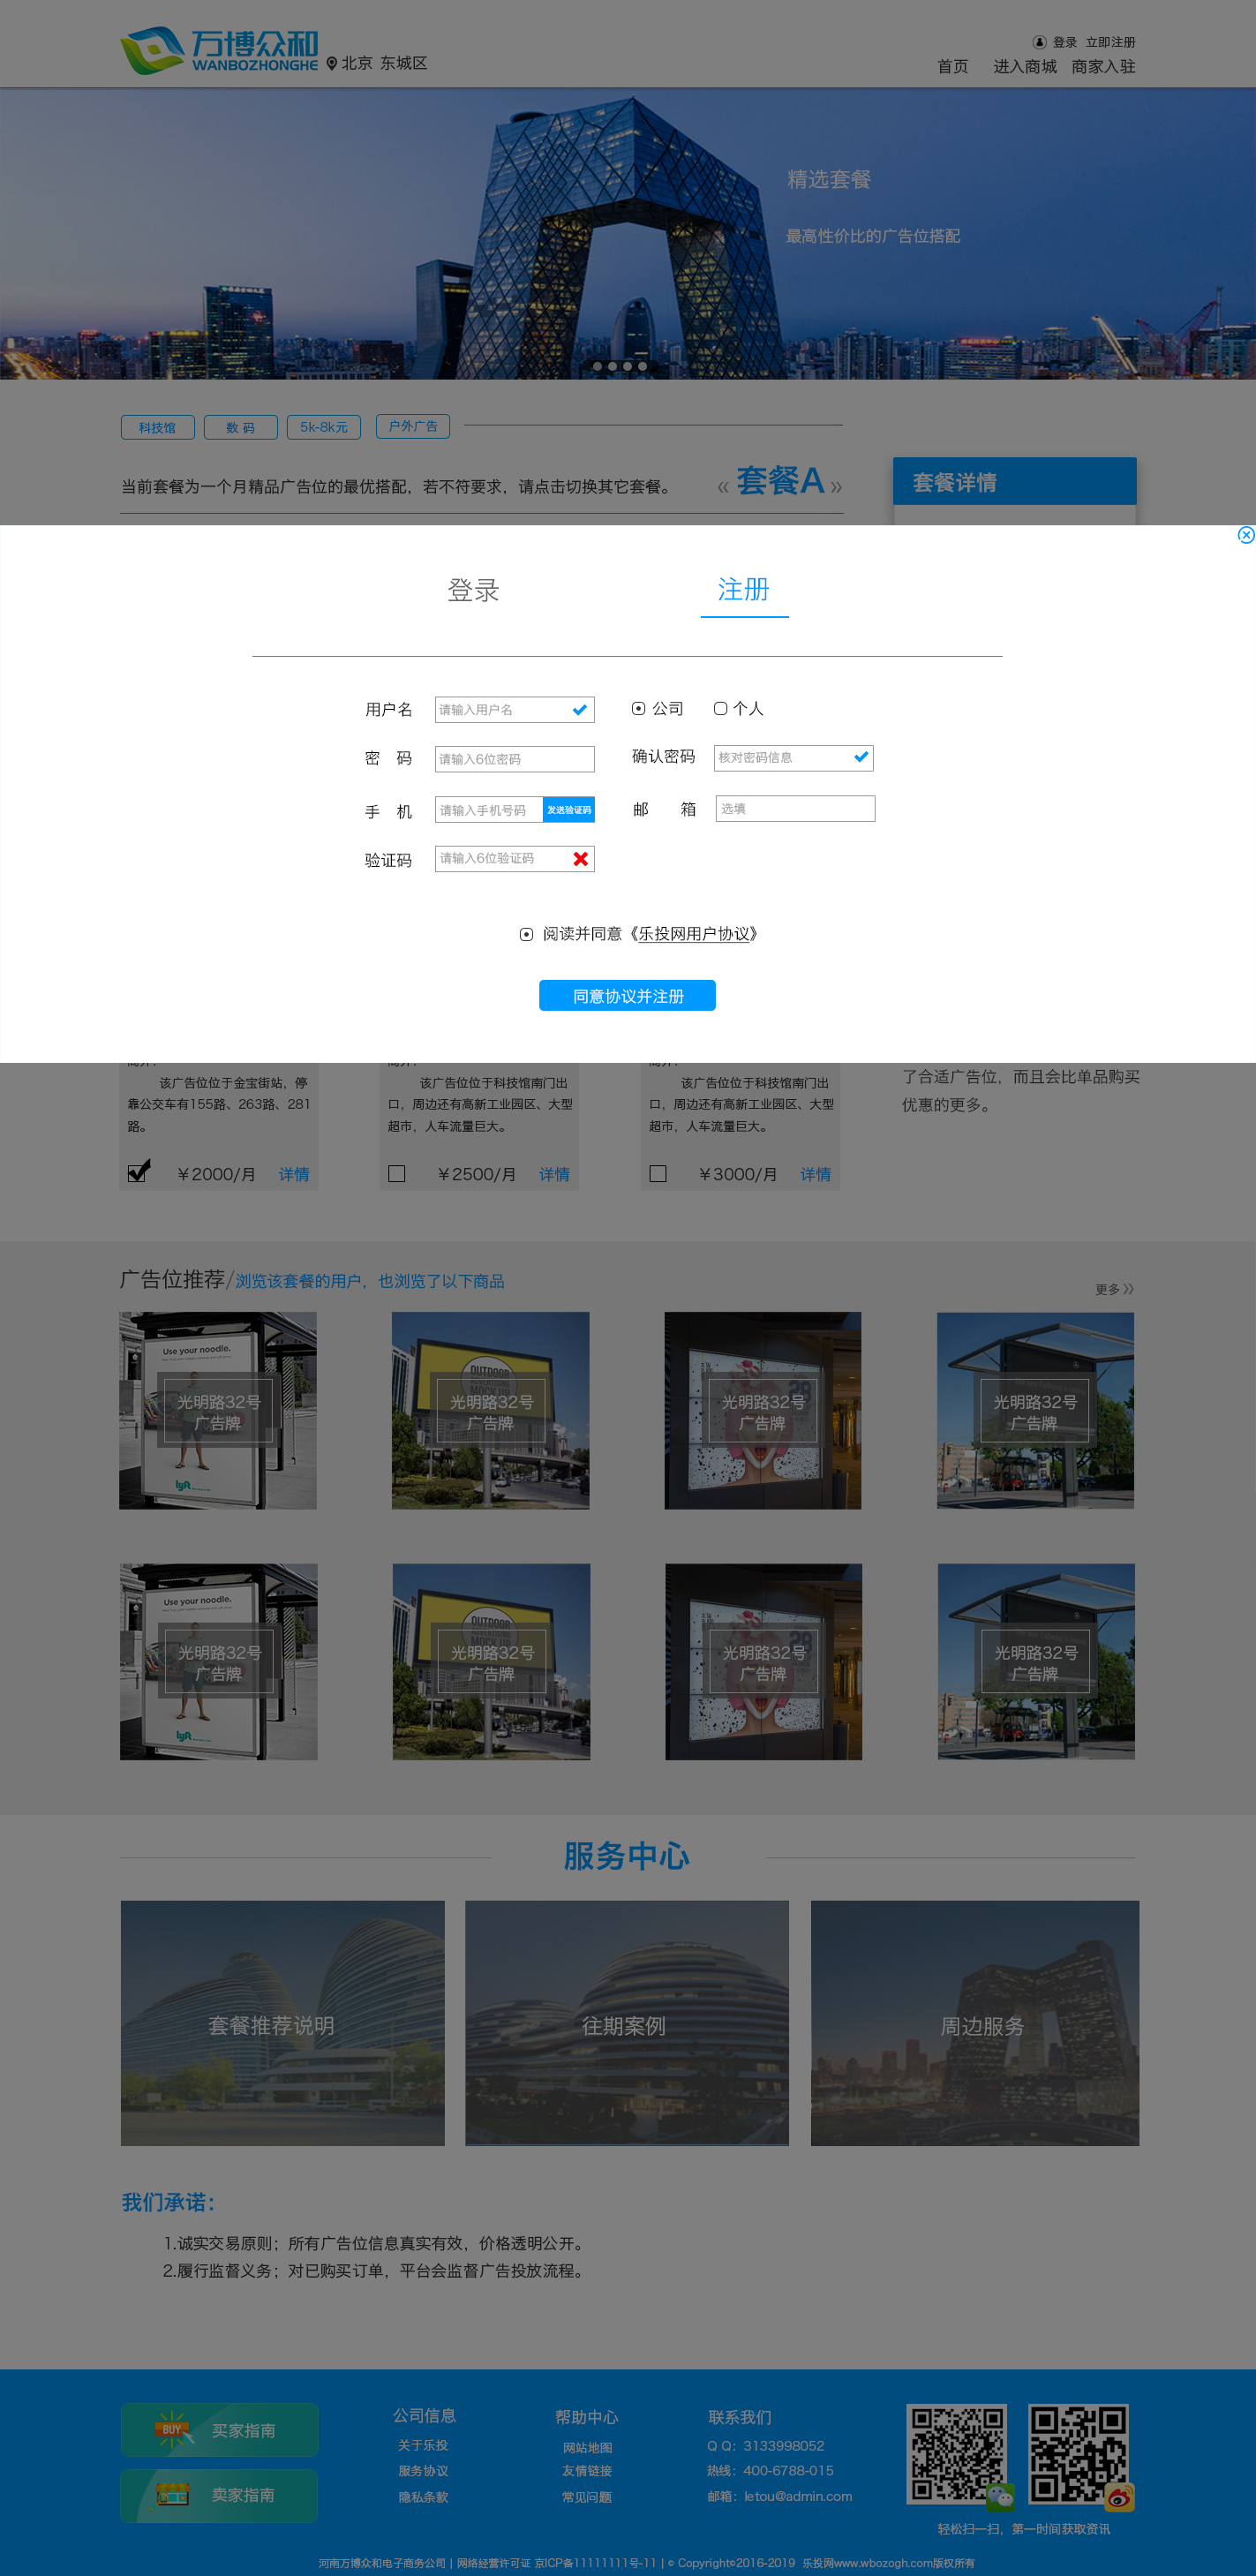 万博众和
WANBOZHONGHE
北京 东城区
登录 立即注册
首页 进入商城 商家入驻
精选套餐
最高性价比的广告位搭配
科技馆 数 码 5k-8k元 户外广告
当前套餐为一个月精品广告位的最优搭配，若不符要求，请点击切换其它套餐。
« 套餐A »
套餐详情
登录 注册
用户名 请输入用户名 公司 个人
密 码 请输入6位密码 确认密码 核对密码信息
手 机 请输入手机号码 发送验证码 邮 箱 选填
验证码 请输入6位验证码
阅读并同意《乐投网用户协议》
同意协议并注册
该广告位位于金宝街站，停
靠公交车有155路、263路、281
路。
￥2000/月 详情
该广告位位于科技馆南门出
口，周边还有高新工业园区、大型
超市，人车流量巨大。
￥2500/月 详情
该广告位位于科技馆南门出
口，周边还有高新工业园区、大型
超市，人车流量巨大。
￥3000/月 详情
了合适广告位，而且会比单品购买
优惠的更多。
广告位推荐/浏览该套餐的用户，也浏览了以下商品
更多
Use your noodle.
光明路32号
广告牌
lyft
OUTDOOR
光明路32号
广告牌
光明路32号
广告牌
光明路32号
广告牌
Use your noodle.
光明路32号
广告牌
lyft
OUTDOOR
光明路32号
广告牌
光明路32号
广告牌
光明路32号
广告牌
服务中心
套餐推荐说明 往期案例 周边服务
我们承诺：
1.诚实交易原则；所有广告位信息真实有效，价格透明公开。
2.履行监督义务；对已购买订单，平台会监督广告投放流程。
BUY 买家指南
卖家指南
公司信息
关于乐投
服务协议
隐私条款
帮助中心
网站地图
友情链接
常见问题
联系我们
Q Q：3133998052
热线：400-6788-015
邮箱：letou@admin.com
轻松扫一扫，第一时间获取资讯
河南万博众和电子商务公司 | 网络经营许可证 京ICP备11111111号-11 | © Copyright©2016-2019 乐投网www.wbozogh.com版权所有